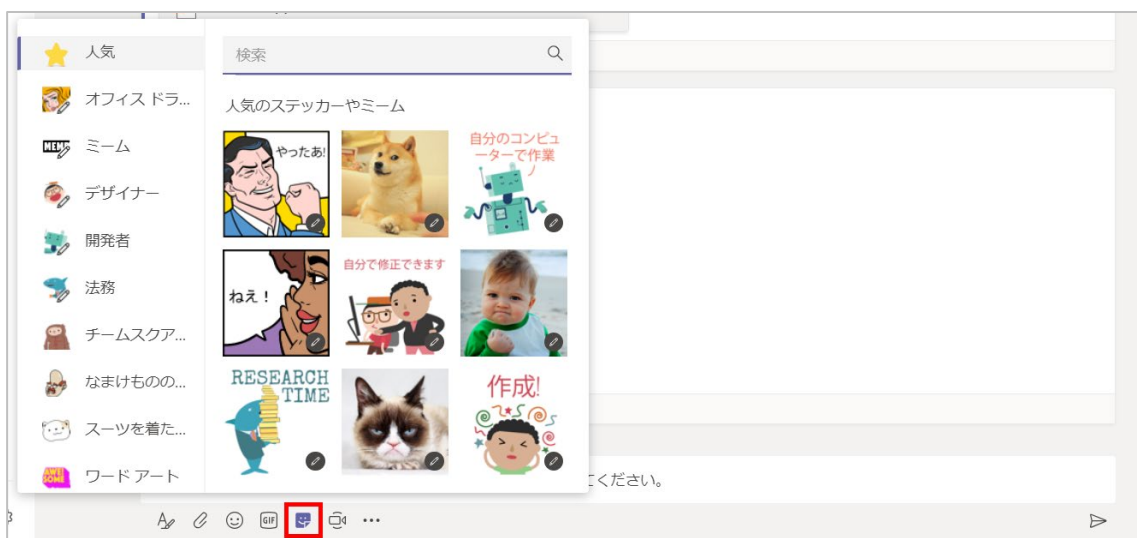 人気
オフィス ドラ...
ミーム
デザイナー
開発者
法務
チームスクア...
なまけものの...
スーツを着た...
ワード アート
MEME
AWE
SOME
検索
人気のステッカーやミーム
やったあ!
自分のコンピュ
ーターで作業
ノ
ねえ！
自分で修正できます
RESEARCH
TIME
作成!
てください。
GIF